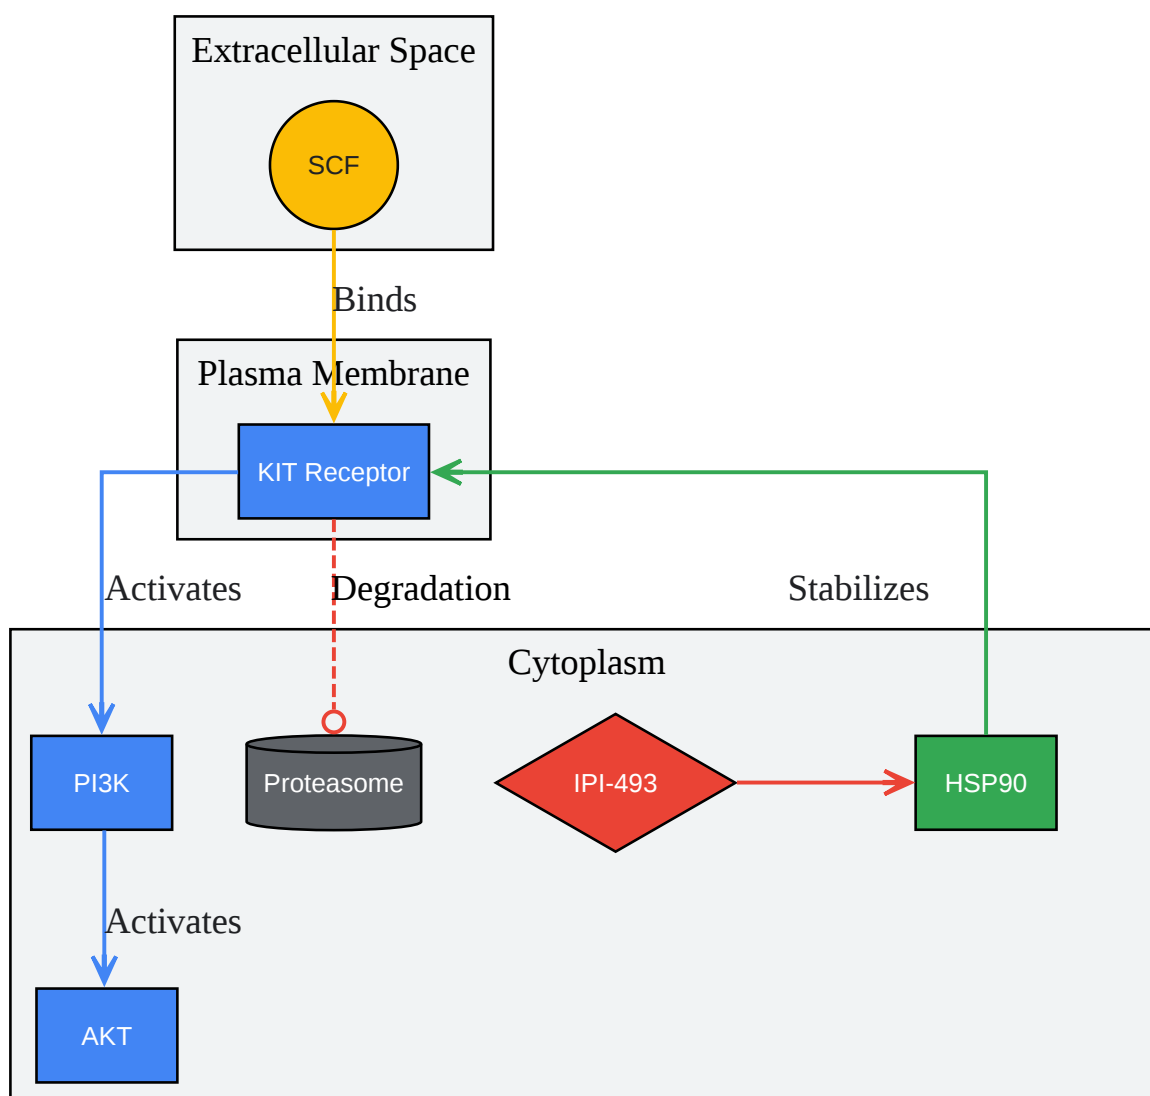 Extracellular Space
SCF
Binds
Plasma Membrane
KIT Receptor
Activates
Degradation
Stabilizes
Cytoplasm
PI3K
Proteasome
IPI-493
HSP90
Activates
AKT